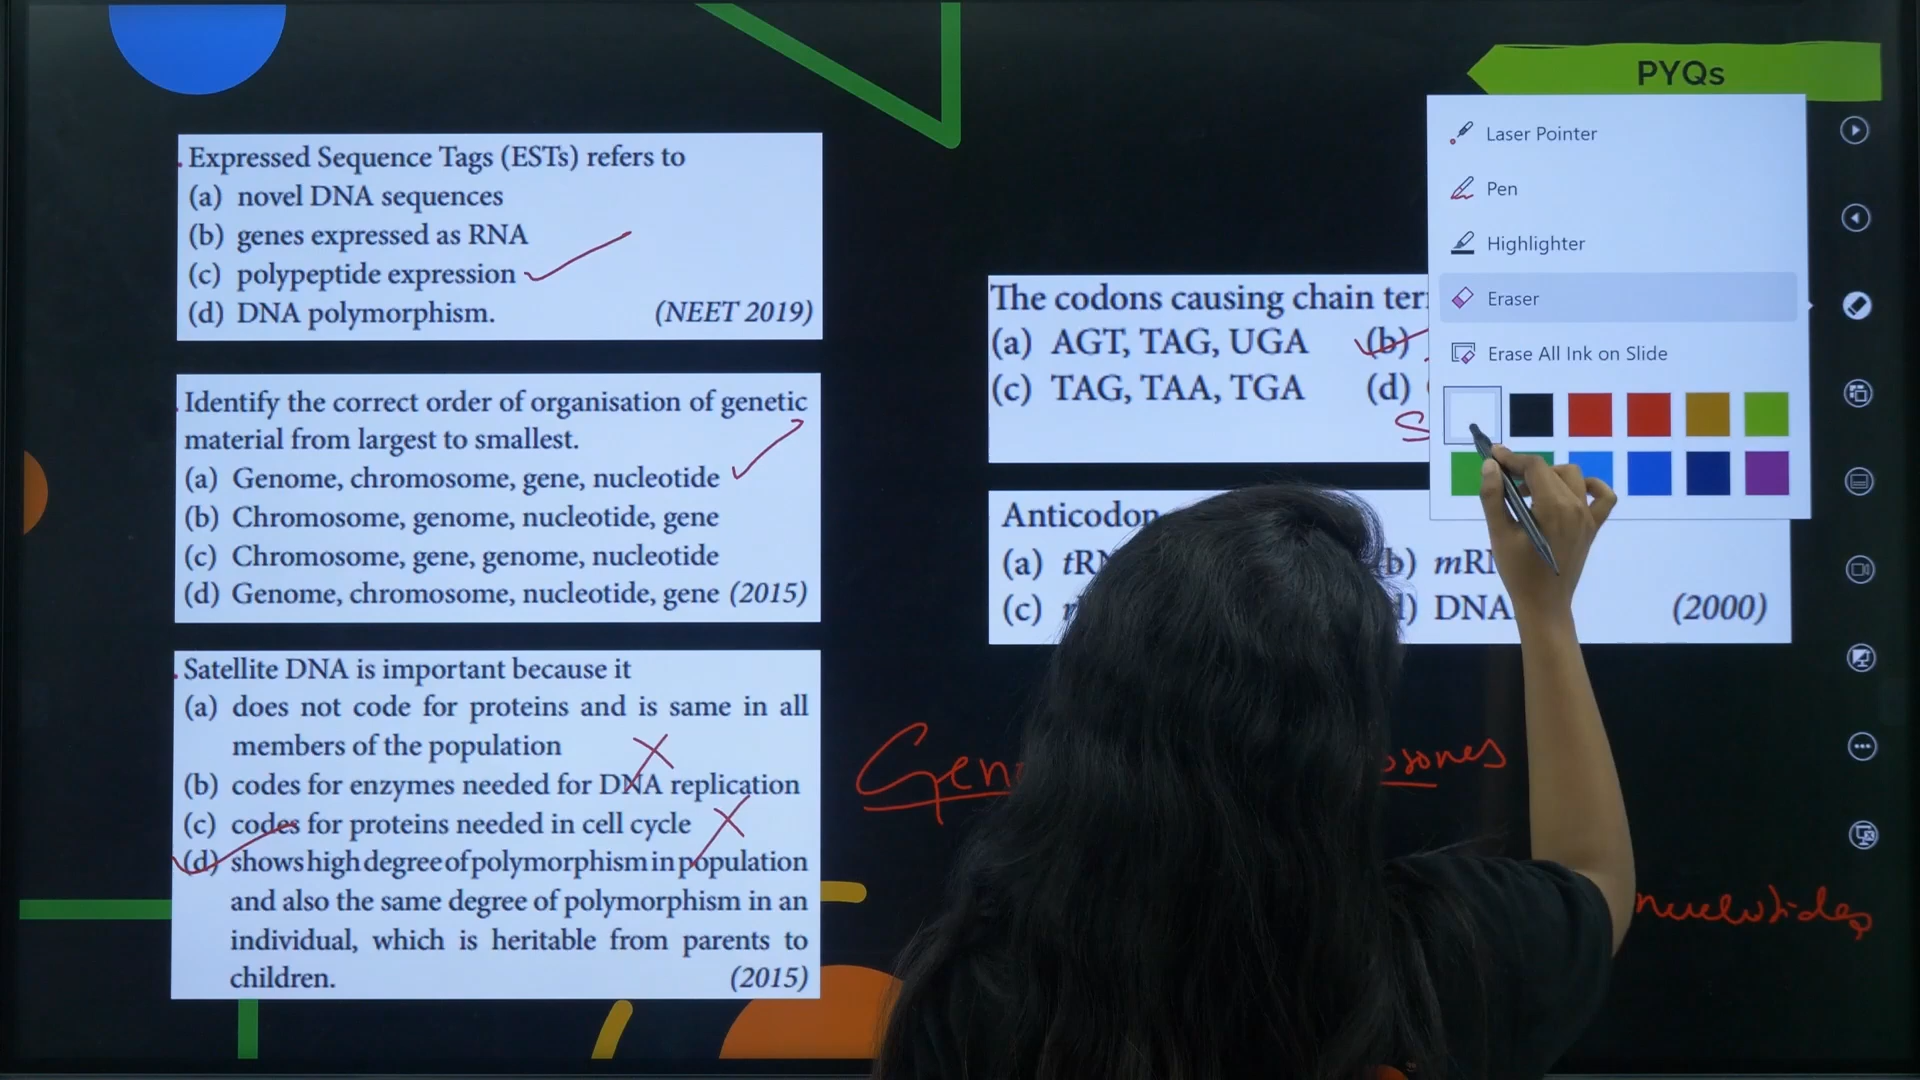 PYQs
Expressed Sequence Tags (ESTs) refers to
(a) novel DNA sequences
(b) genes expressed as RNA
(c) polypeptide expression
(d) DNA polymorphism. (NEET 2019)
Identify the correct order of organisation of genetic
material from largest to smallest.
(a) Genome, chromosome, gene, nucleotide
(b) Chromosome, genome, nucleotide, gene
(c) Chromosome, gene, genome, nucleotide
(d) Genome, chromosome, nucleotide, gene (2015)
Satellite DNA is important because it
(a) does not code for proteins and is same in all
members of the population
(b) codes for enzymes needed for DNA replication
(c) codes for proteins needed in cell cycle
(d) shows high degree of polymorphism in population
and also the same degree of polymorphism in an
individual, which is heritable from parents to
children. (2015)
The codons causing chain
(a) AGT, TAG, UGA (b)
(c) TAG, TAA, TGA (d)
Anticodon
(a) (b)
(c) DNA (2000)
nucleotides
Laser Pointer
Pen
Highlighter
Eraser
Erase All Ink on Slide